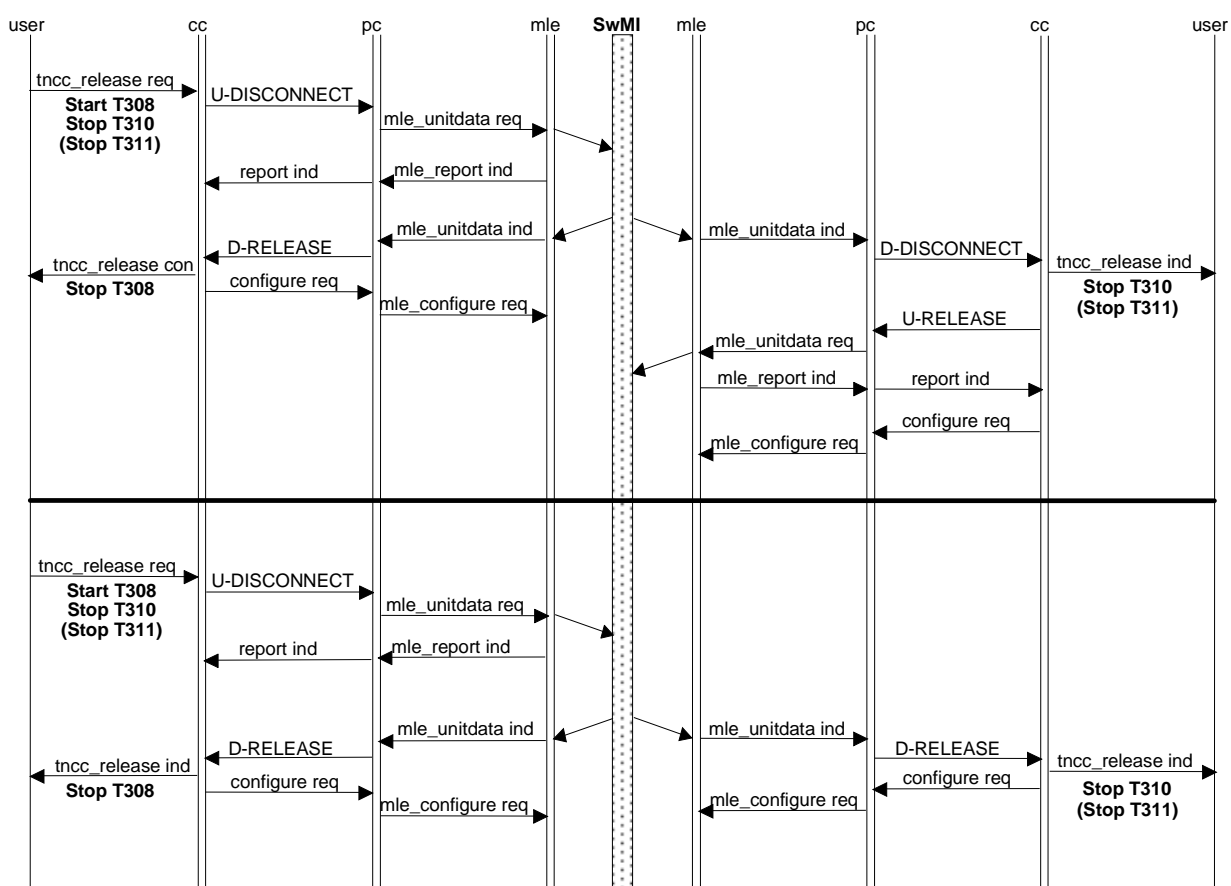 user cc pc mle SwMI mle pc cc user
tncc_release req
Start T308
Stop T310
(Stop T311)
U-DISCONNECT
mle_unitdata req
report ind
mle_report ind
mle_unitdata ind
D-RELEASE
tncc_release con
Stop T308
configure req
mle_configure req
mle_unitdata ind
D-DISCONNECT
tncc_release ind
Stop T310
(Stop T311)
U-RELEASE
mle_unitdata req
mle_report ind
report ind
configure req
mle_configure req
tncc_release req
Start T308
Stop T310
(Stop T311)
U-DISCONNECT
mle_unitdata req
report ind
mle_report ind
mle_unitdata ind
D-RELEASE
tncc_release ind
Stop T308
configure req
mle_configure req
mle_unitdata ind
D-RELEASE
tncc_release ind
Stop T310
(Stop T311)
configure req
mle_configure req